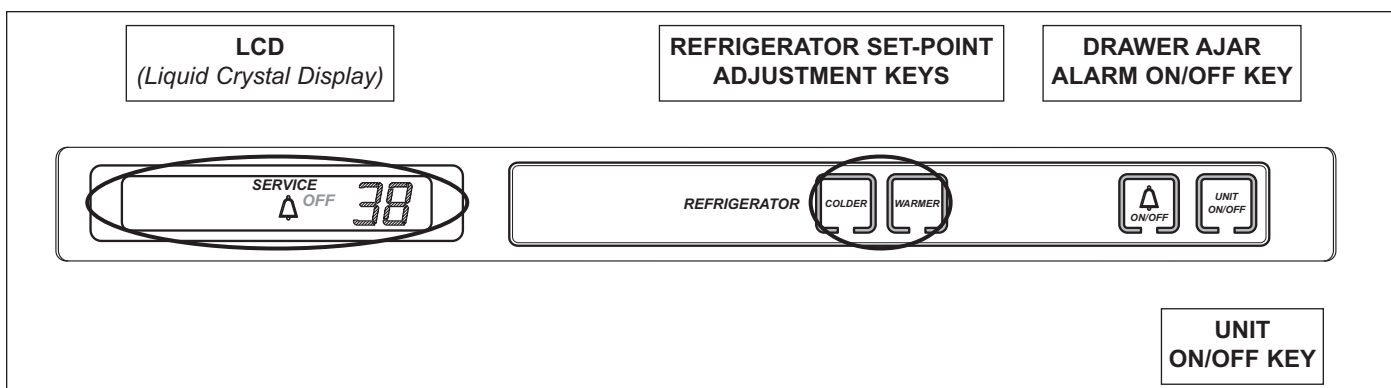 LCD
(Liquid Crystal Display)
REFRIGERATOR SET-POINT
ADJUSTMENT KEYS
DRAWER AJAR
ALARM ON/OFF KEY
SERVICE
OFF
38
REFRIGERATOR
COLDER
WARMER
ON/OFF
UNIT
ON/OFF
UNIT
ON/OFF KEY